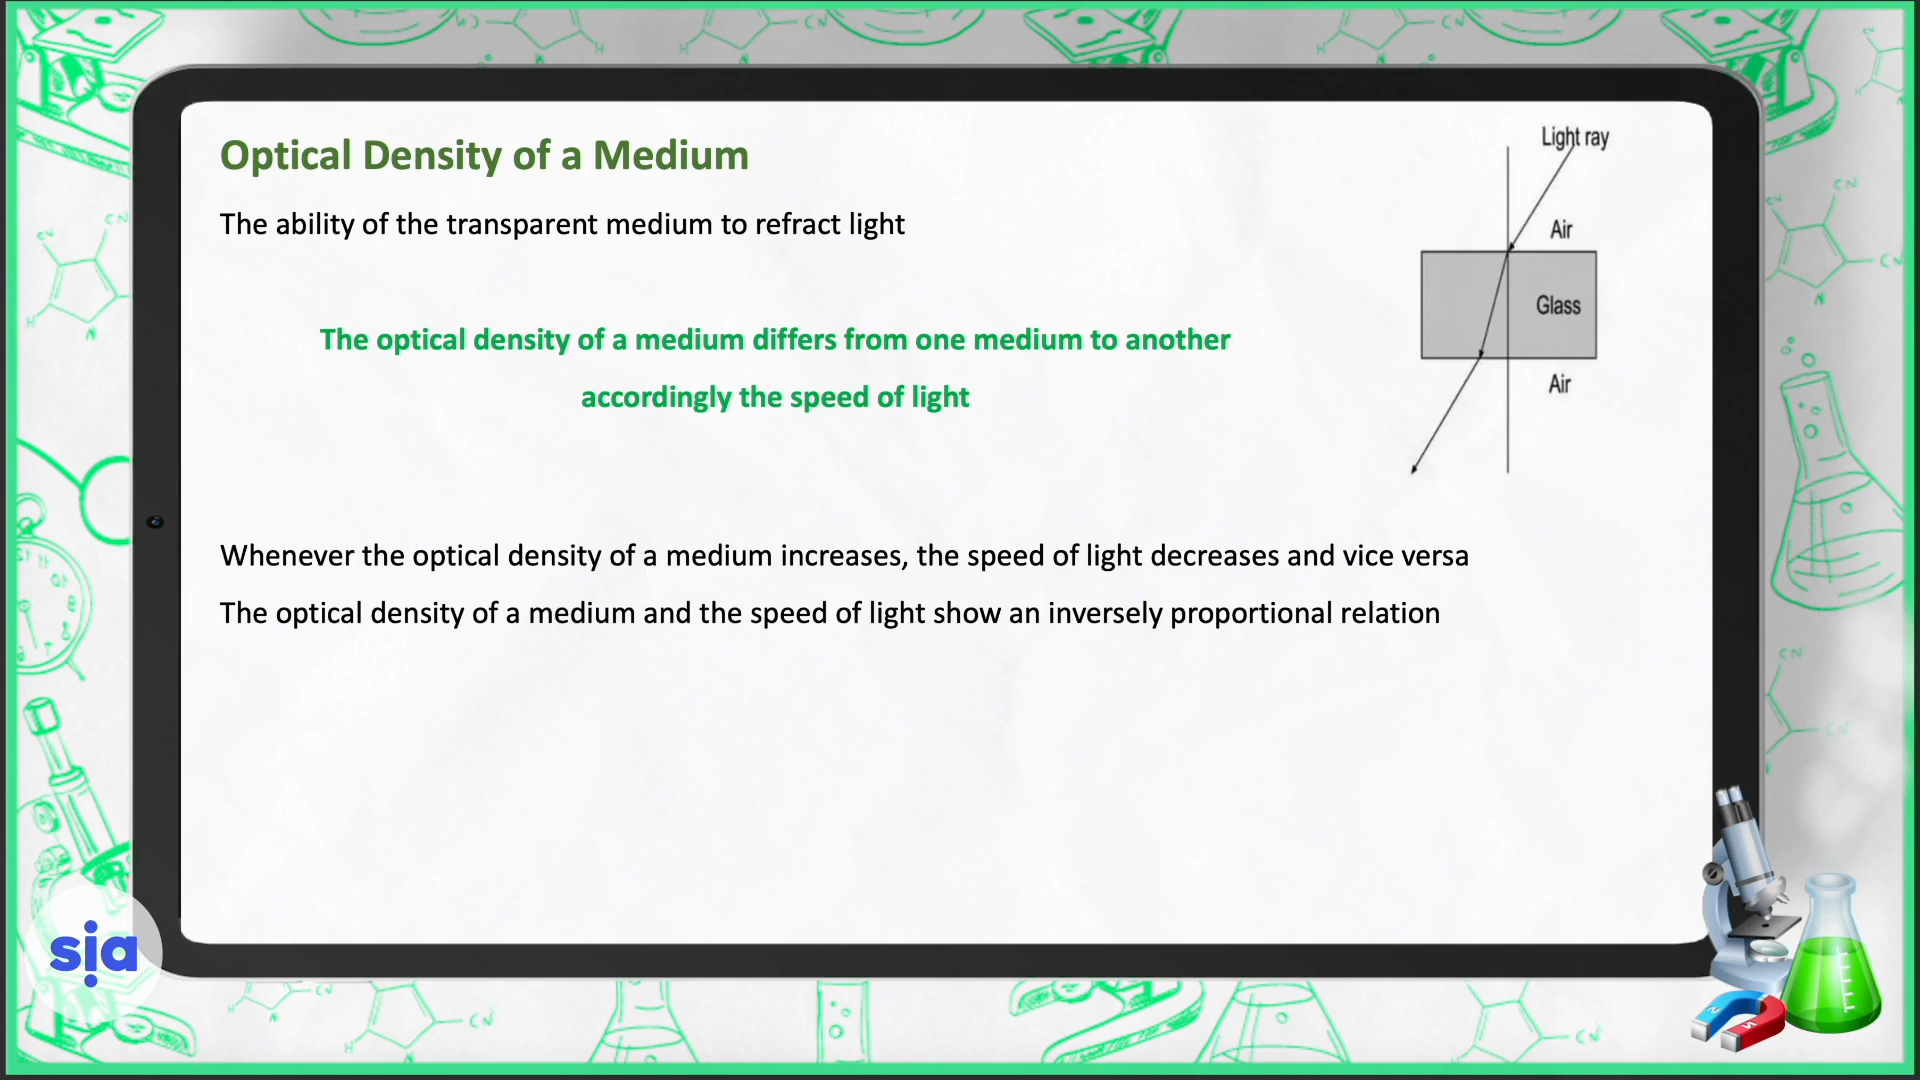 Optical Density of a Medium
The ability of the transparent medium to refract light
The optical density of a medium differs from one medium to another
accordingly the speed of light
Light ray
Air
Glass
Air
Whenever the optical density of a medium increases, the speed of light decreases and vice versa
The optical density of a medium and the speed of light show an inversely proportional relation
sia